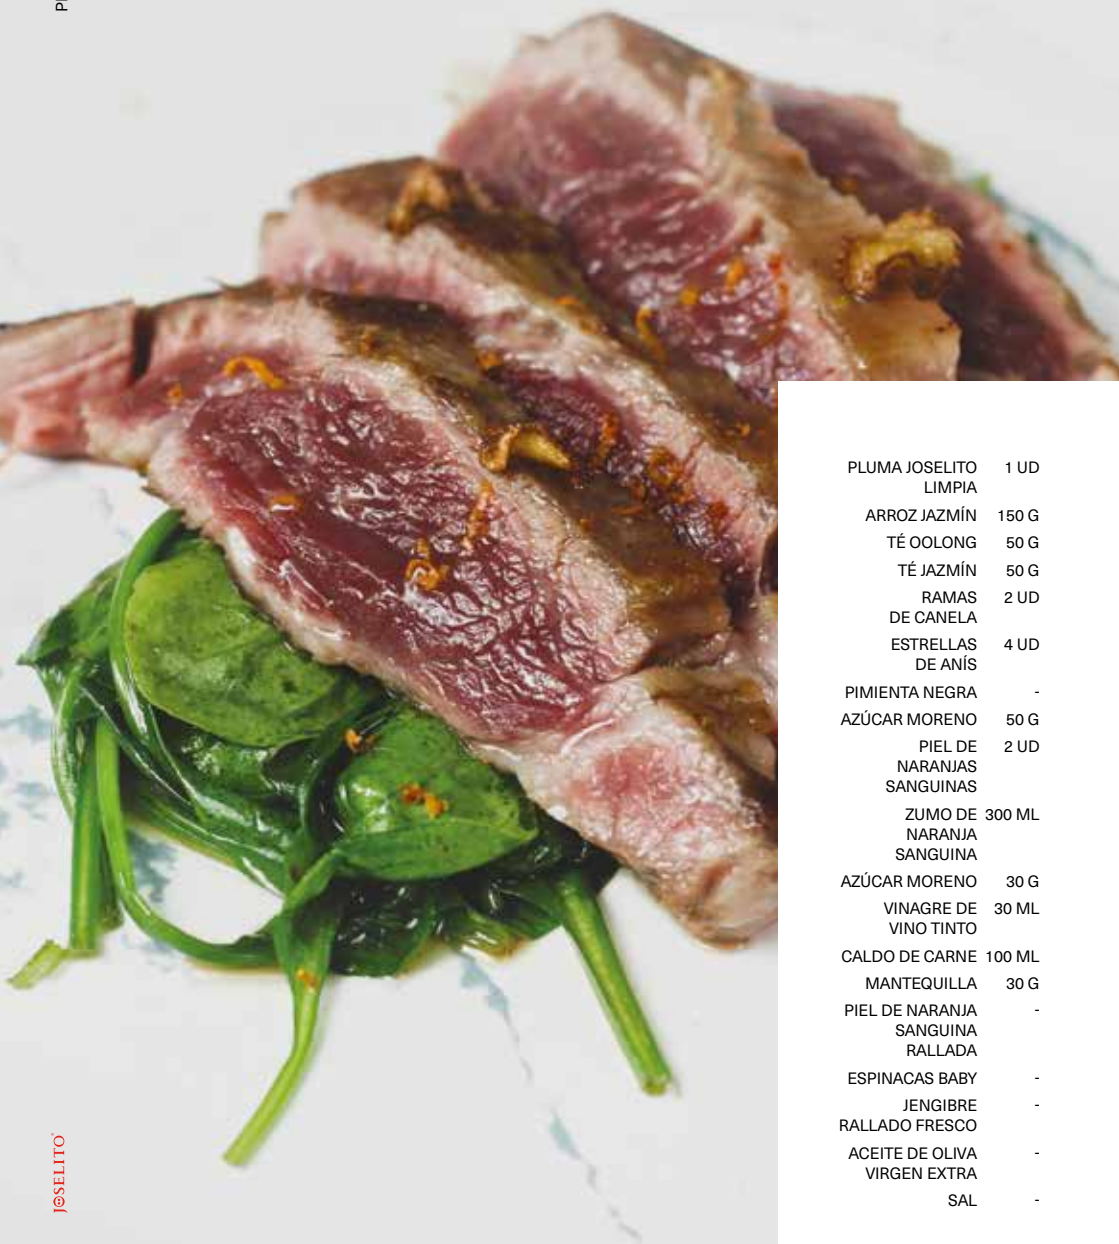 PLUMA JOSELITO 1 UD
LIMPIA
ARROZ JAZMÍN 150 G
TÉ OOLONG 50 G
TÉ JAZMÍN 50 G
RAMAS 2 UD
DE CANELA
ESTRELLAS 4 UD
DE ANÍS
PIMIENTA NEGRA -
AZÚCAR MORENO 50 G
PIEL DE 2 UD
NARANJAS
SANGUINAS
ZUMO DE 300 ML
NARANJA
SANGUINA
AZÚCAR MORENO 30 G
VINAGRE DE 30 ML
VINO TINTO
CALDO DE CARNE 100 ML
MANTEQUILLA 30 G
PIEL DE NARANJA -
SANGUINA
RALLADA
ESPINACAS BABY -
JENGIBRE -
RALLADO FRESCO
ACEITE DE OLIVA -
VIRGEN EXTRA
SAL -
JOSELITO